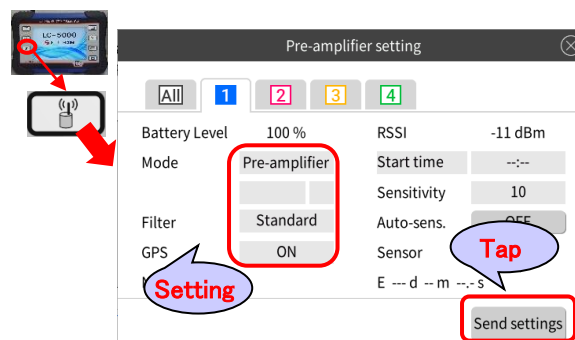 LC-5000
Pre-amplifier setting
All 1 2 3 4
Battery Level 100 % RSSI -11 dBm
Mode Pre-amplifier Start time --:--
Sensitivity 10
Filter Standard Auto-sens. OFF
GPS ON Sensor
E --- d -- m --.- s
Setting
Tap
Send settings